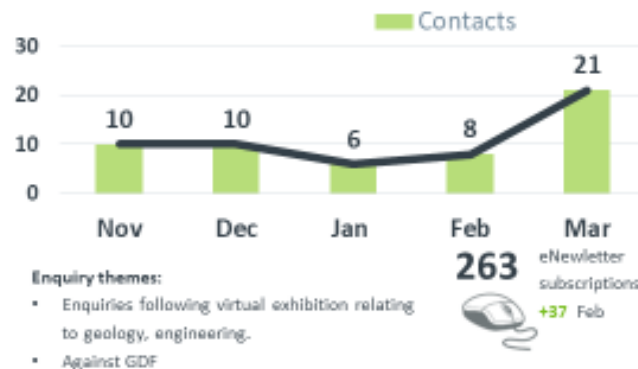 Contacts
30
20
10
0
10
10
6
8
21
Nov Dec Jan Feb Mar
Enquiry themes:
• Enquiries following virtual exhibition relating
to geology, engineering.
• Against GDF
263
eNewletter
subscriptions
+37 Feb